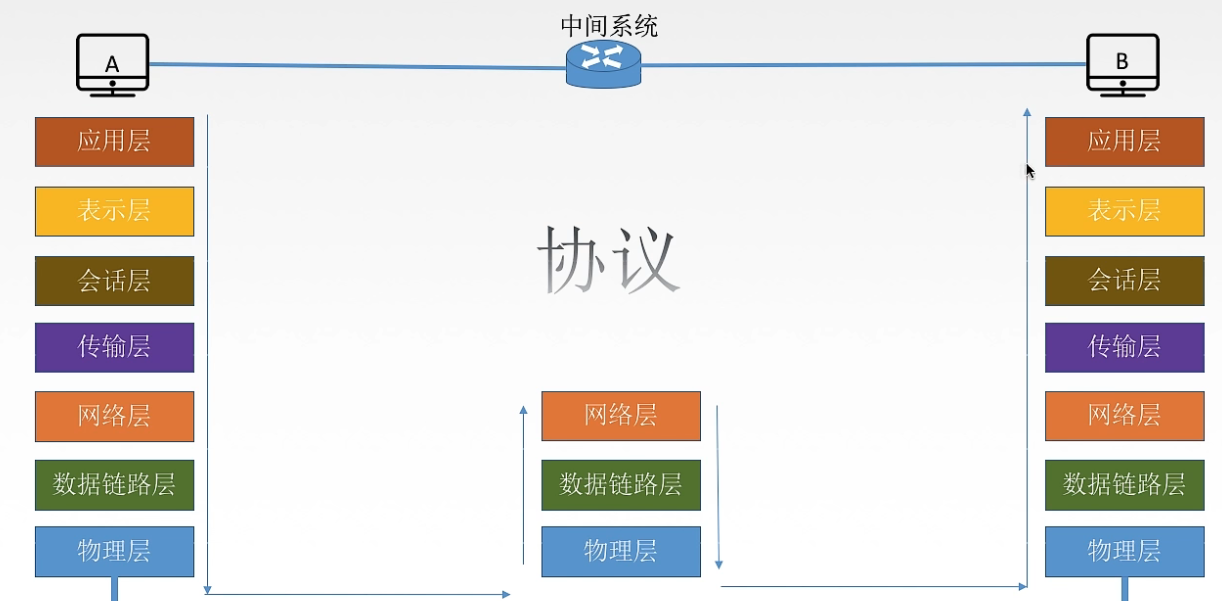 中间系统
A
B
应用层
应用层
表示层
表示层
协议
会话层
会话层
传输层
传输层
网络层
网络层
网络层
数据链路层
数据链路层
数据链路层
物理层
物理层
物理层